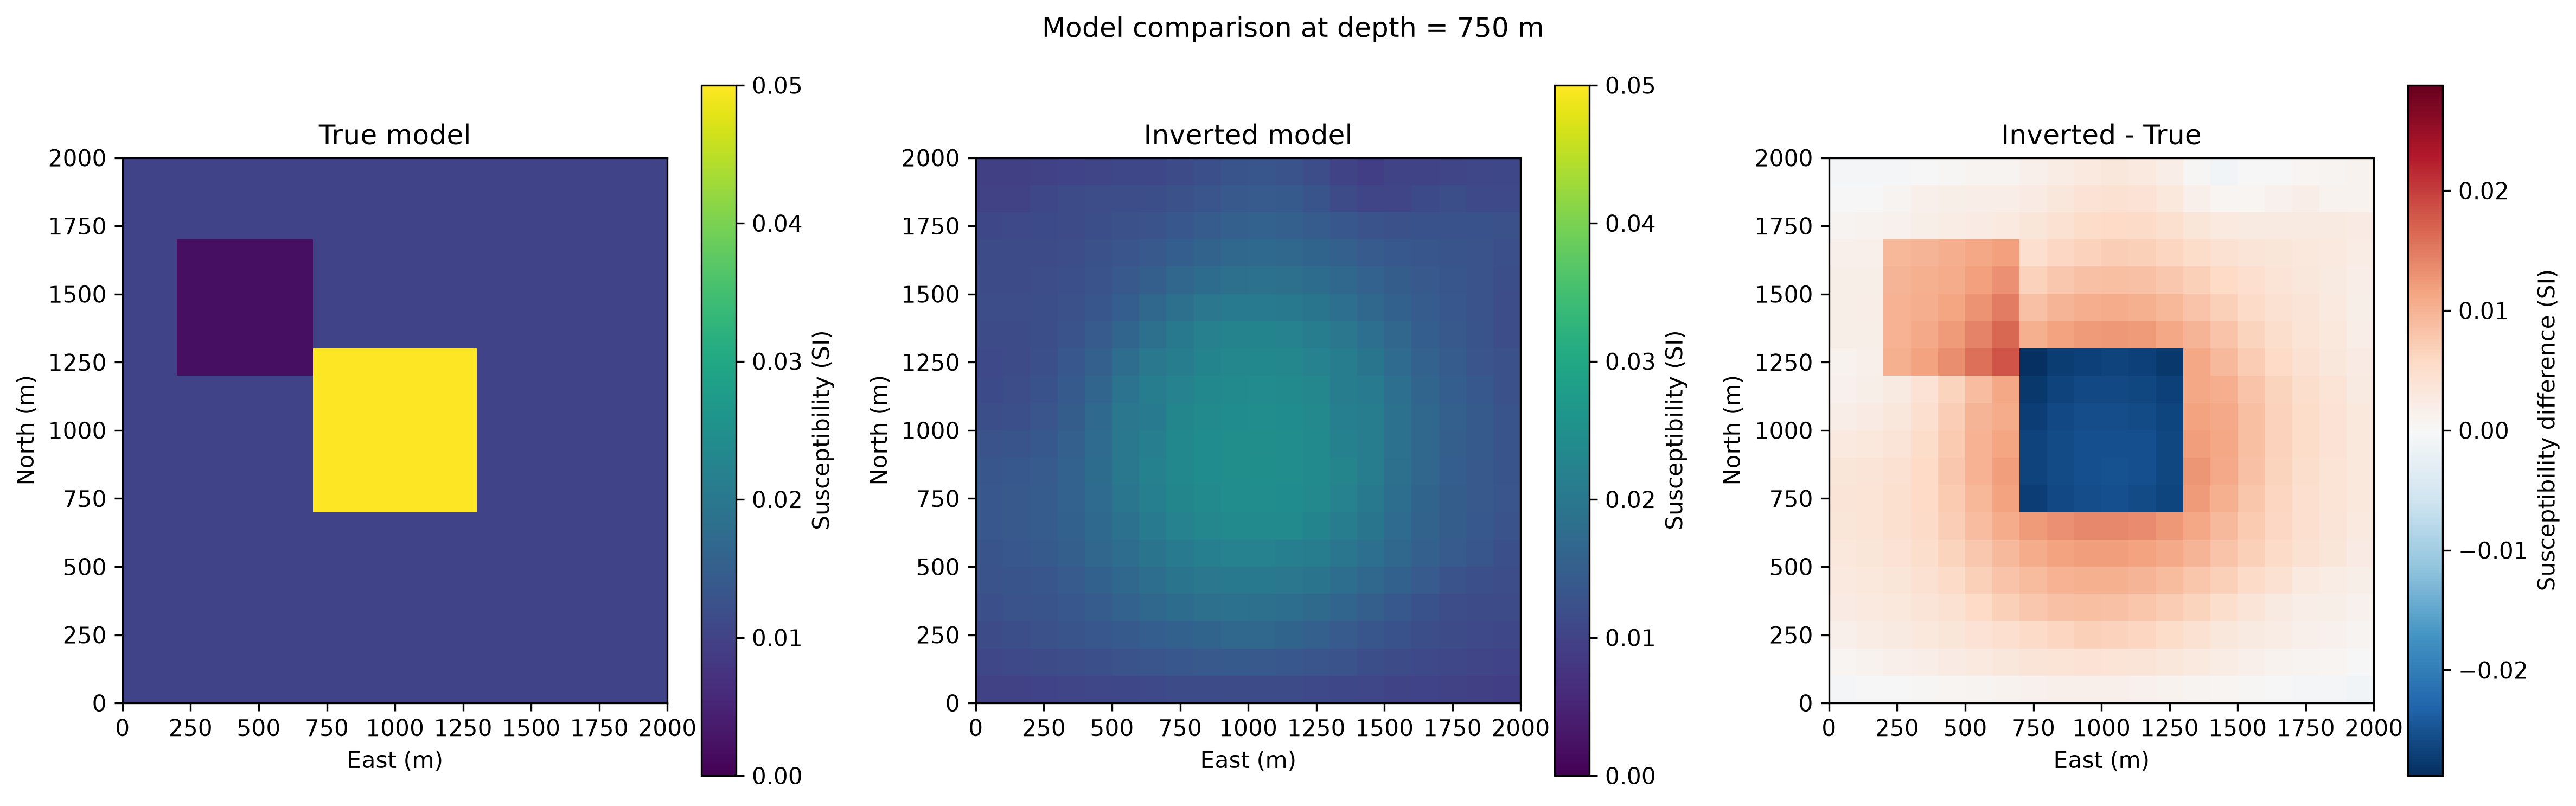 Model comparison at depth = 750 m
True model
North (m)
2000
1750
1500
1250
1000
750
500
250
0
0 250 500 750 1000 1250 1500 1750 2000
East (m)
0.05
0.04
0.03
0.02
0.01
0.00
Susceptibility (SI)
Inverted model
North (m)
2000
1750
1500
1250
1000
750
500
250
0
0 250 500 750 1000 1250 1500 1750 2000
East (m)
0.05
0.04
0.03
0.02
0.01
0.00
Susceptibility (SI)
Inverted - True
North (m)
2000
1750
1500
1250
1000
750
500
250
0
0 250 500 750 1000 1250 1500 1750 2000
East (m)
0.02
0.01
0.00
−0.01
−0.02
Susceptibility difference (SI)